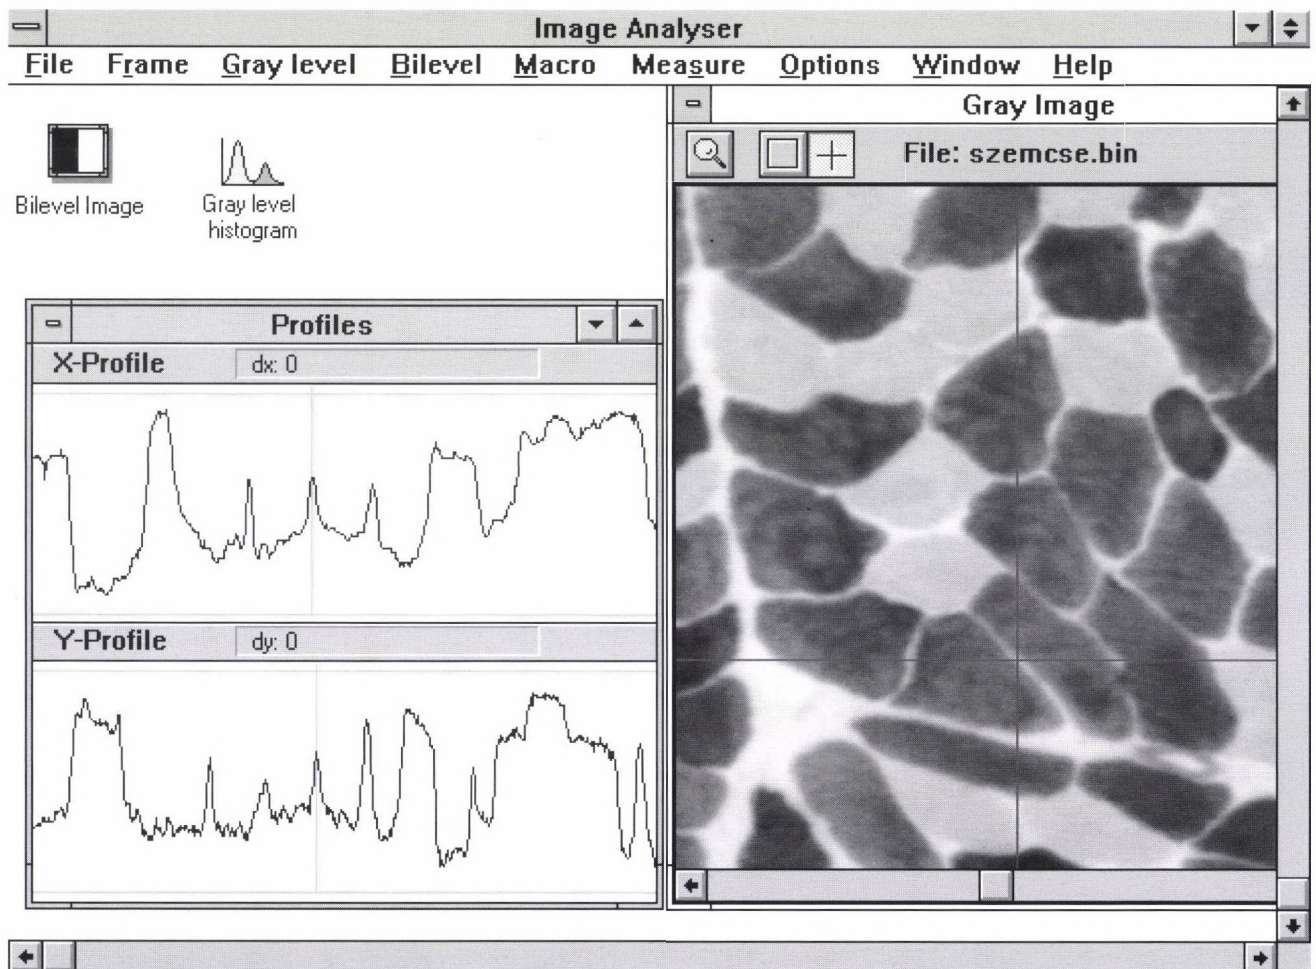 Image Analyser
File Frame Gray level Bilevel Macro Measure Options Window Help
Bilevel Image
Gray level
histogram
Profiles
X-Profile dx: 0
Y-Profile dy: 0
Gray Image
File: szemcse.bin